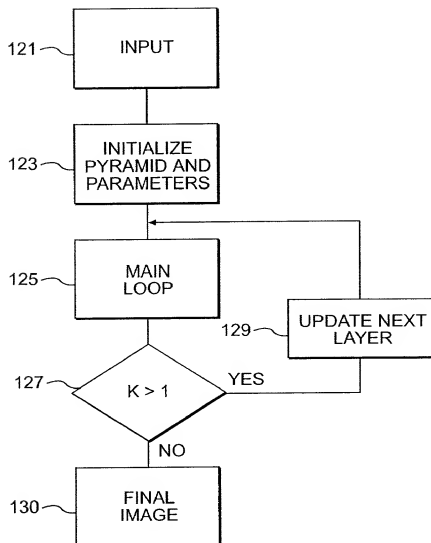 121
INPUT
123
INITIALIZE
PYRAMID AND
PARAMETERS
125
MAIN
LOOP
129
UPDATE NEXT
LAYER
127
K > 1
YES
NO
130
FINAL
IMAGE